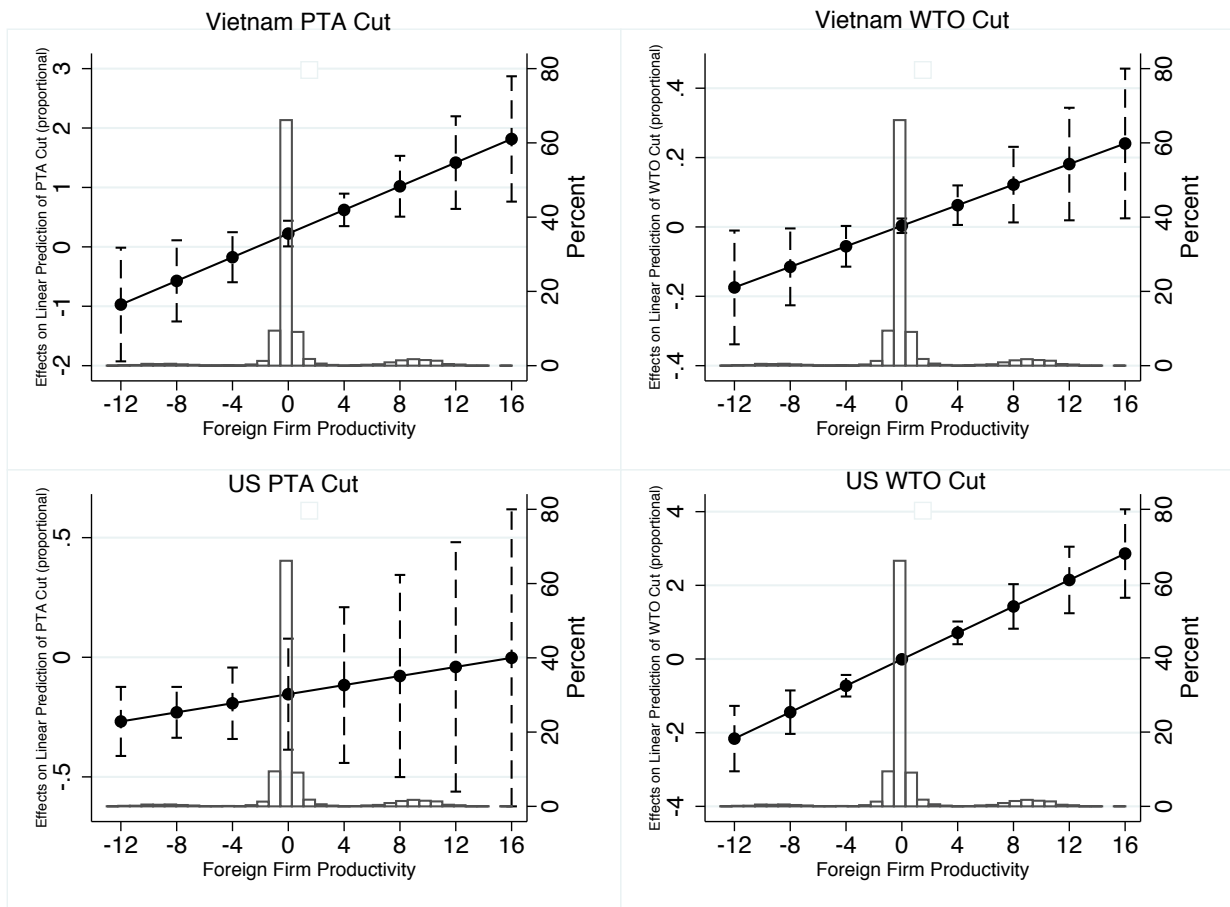 Vietnam PTA Cut
Effects on Linear Prediction of PTA Cut (proportional)
3
2
1
0
-1
-2
80
60
40
20
0
Percent
-12 -8 -4 0 4 8 12 16
Foreign Firm Productivity
Vietnam WTO Cut
Effects on Linear Prediction of WTO Cut (proportional)
.4
.2
0
-.2
-.4
80
60
40
20
0
Percent
-12 -8 -4 0 4 8 12 16
Foreign Firm Productivity
US PTA Cut
Effects on Linear Prediction of PTA Cut (proportional)
.5
0
-.5
80
60
40
20
0
Percent
-12 -8 -4 0 4 8 12 16
Foreign Firm Productivity
US WTO Cut
Effects on Linear Prediction of WTO Cut (proportional)
4
2
0
-2
-4
80
60
40
20
0
Percent
-12 -8 -4 0 4 8 12 16
Foreign Firm Productivity